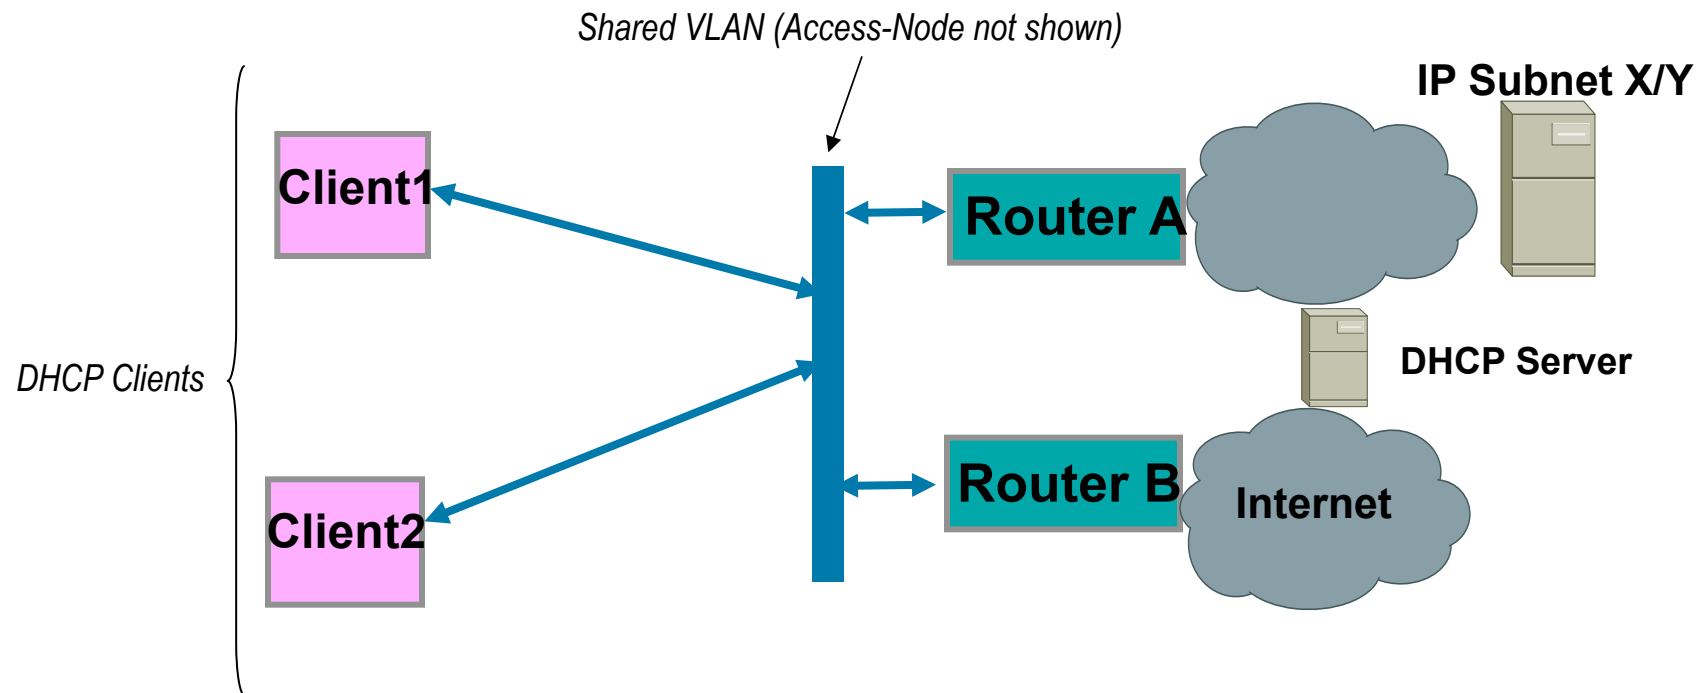 Shared VLAN (Access-Node not shown)
IP Subnet X/Y
Client1
Router A
DHCP Clients
DHCP Server
Router B
Internet
Client2